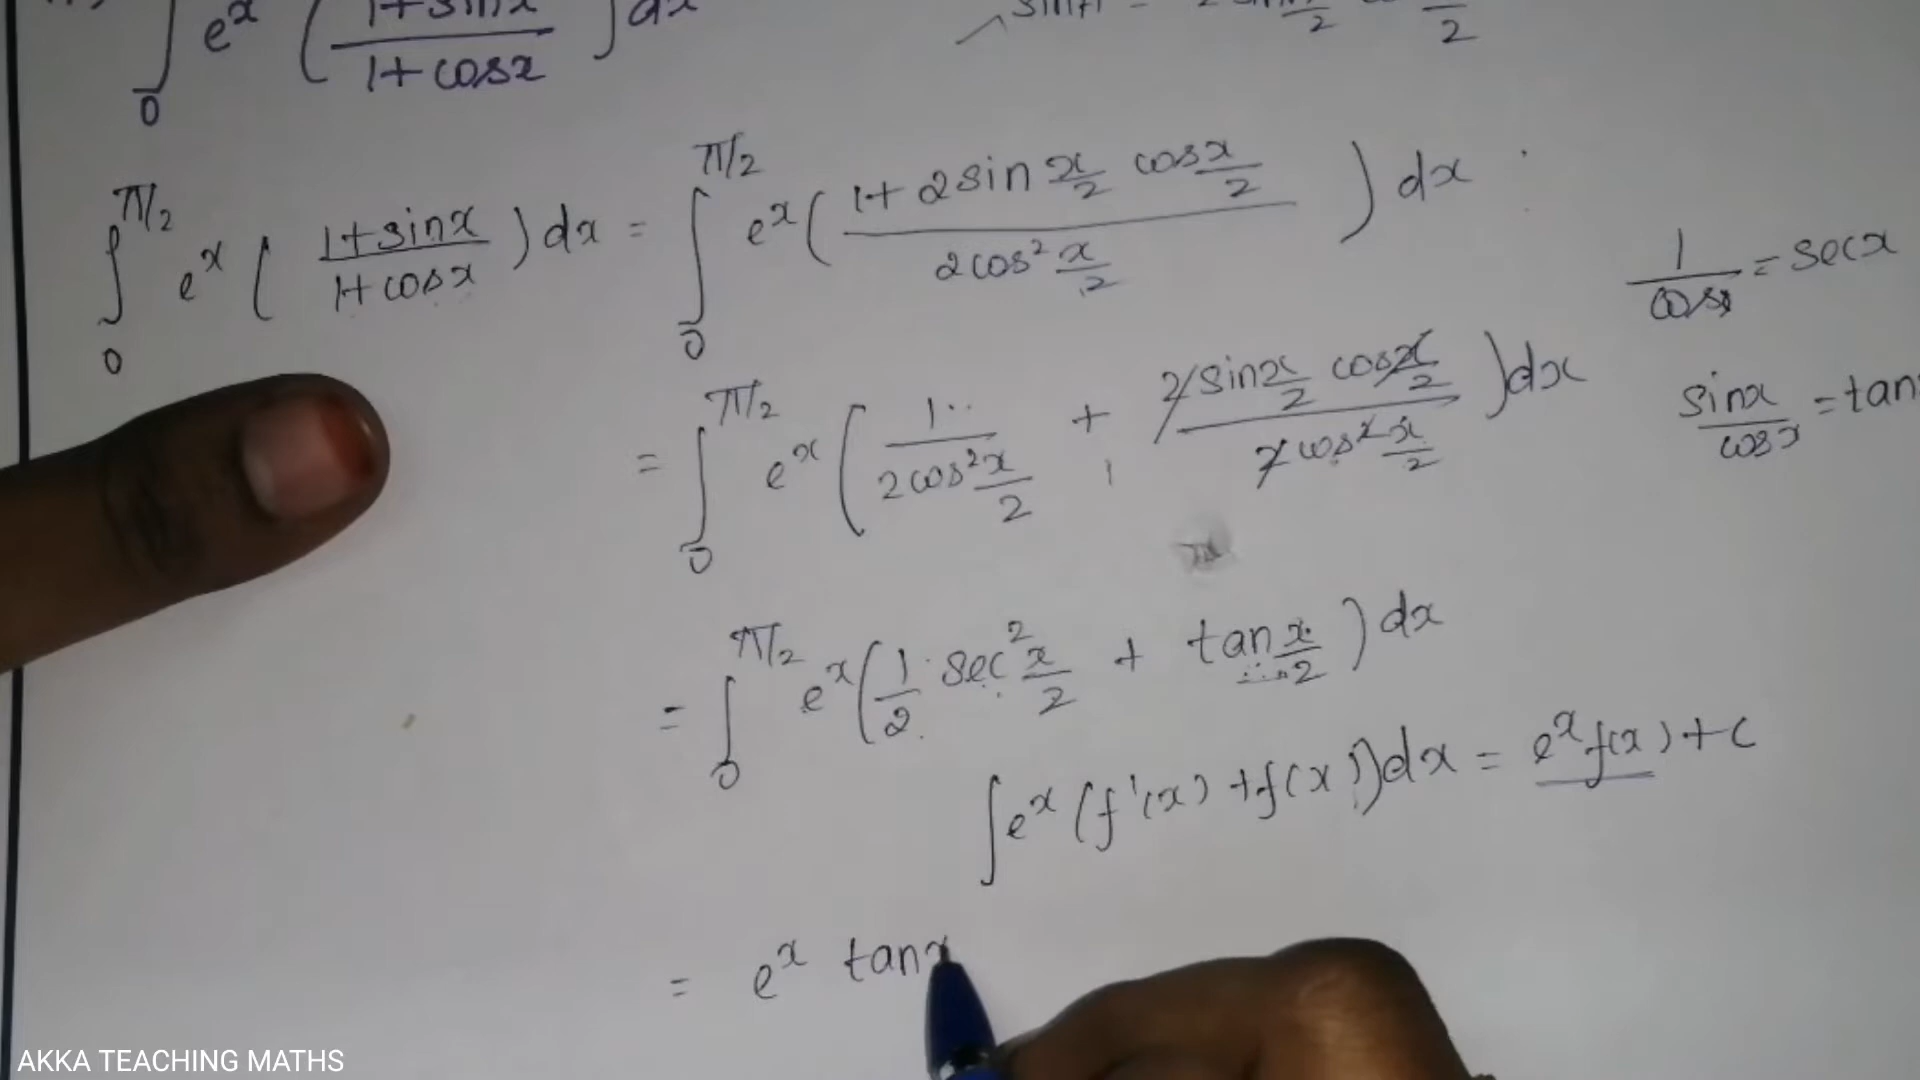 ∫₀ eˣ (1+sinx / 1+cosx) dx
∫₀^π/2 eˣ ( 1+sinx / 1+cosx ) dx = ∫₀^π/2 eˣ ( 1+ 2sin x/2 cos x/2 / 2cos² x/2 ) dx
1/cosx = secx
= ∫₀^π/2 eˣ ( 1 / 2cos² x/2 + 2sin x/2 cos x/2 / 2cos² x/2 ) dx
sinx/cosx = tan
= ∫₀^π/2 eˣ ( 1/2 sec² x/2 + tan x/2 ) dx
∫eˣ (f'(x) + f(x)) dx = eˣ f(x) + c
= eˣ tan x
AKKA TEACHING MATHS